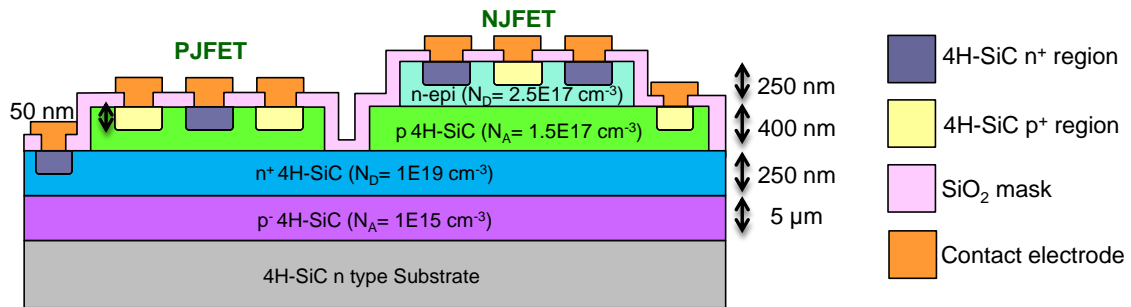 NJFET
PJFET
50 nm
n-epi (N_D= 2.5E17 cm⁻³)
250 nm
p 4H-SiC (N_A= 1.5E17 cm⁻³)
400 nm
n⁺ 4H-SiC (N_D= 1E19 cm⁻³)
250 nm
p⁻ 4H-SiC (N_A= 1E15 cm⁻³)
5 µm
4H-SiC n type Substrate
4H-SiC n⁺ region
4H-SiC p⁺ region
SiO₂ mask
Contact electrode